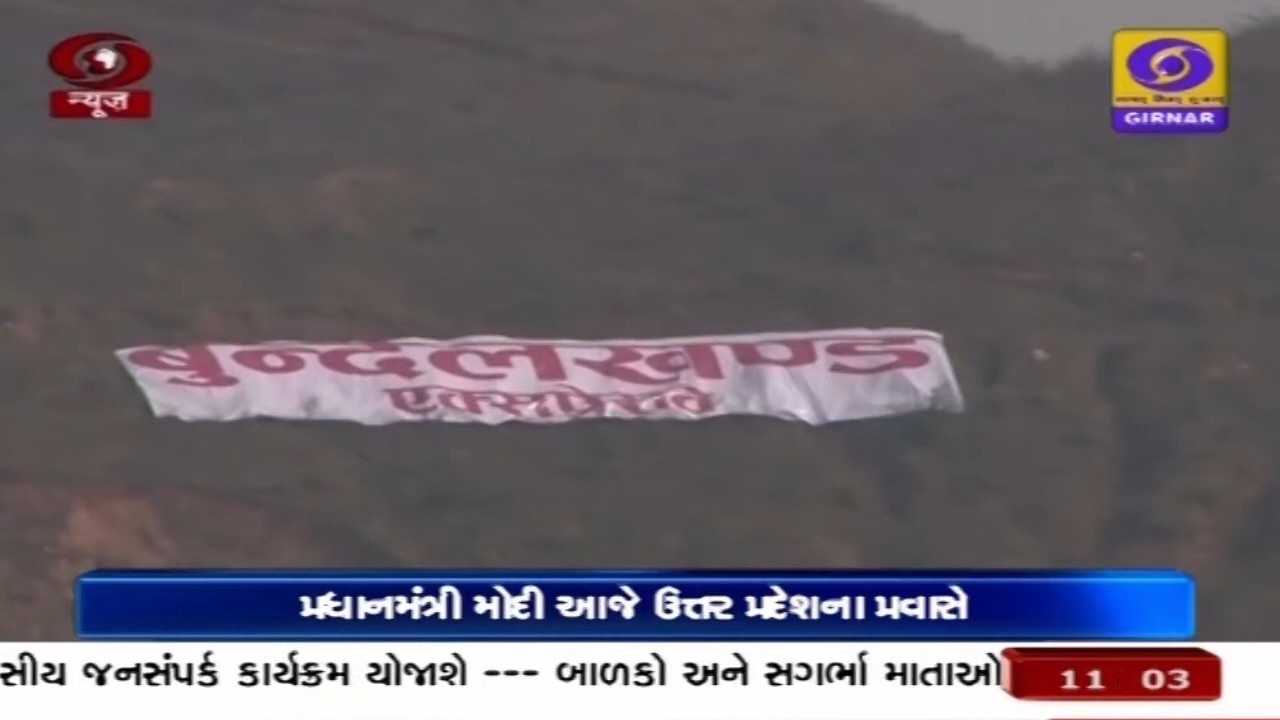 न्यूज़
GIRNAR
बुन्देलखण्ड
एक्सप्रेस-वे
પ્રધાનમંત્રી મોદી આજે ઉત્તર પ્રદેશના પ્રવાસે
સીય જનસંપર્ક કાર્યક્રમ યોજાશે --- બાળકો અને સગર્ભા માતાઓ
11 03